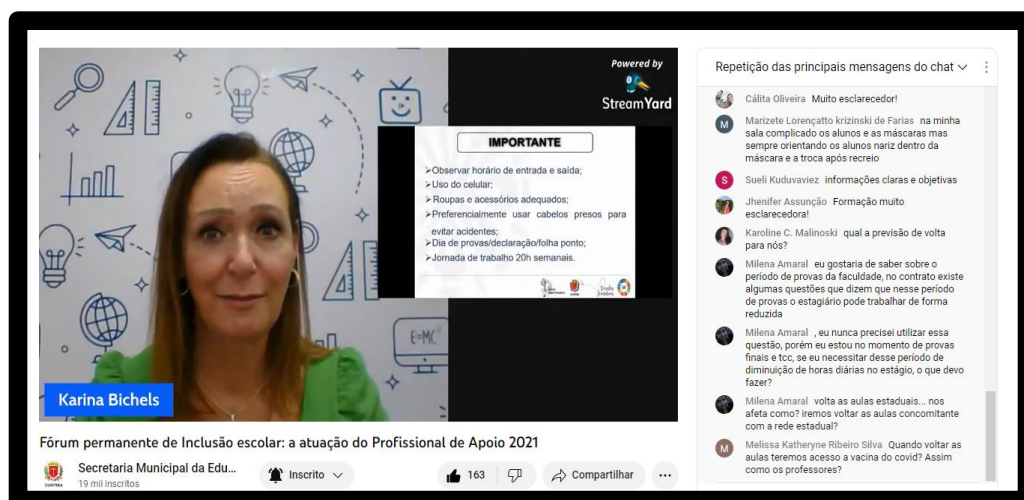 Powered by
StreamYard
IMPORTANTE
➢Observar horário de entrada e saída;
➢Uso do celular;
➢Roupas e acessórios adequados;
➢Preferencialmente usar cabelos presos para
evitar acidentes;
➢Dia de provas/declaração/folha ponto;
➢Jornada de trabalho 20h semanais.
E=MC²
Karina Bichels
Fórum permanente de Inclusão escolar: a atuação do Profissional de Apoio 2021
CURITIBA
Secretaria Municipal da Edu...
19 mil inscritos
Inscrito
163
Compartilhar
Repetição das principais mensagens do chat
Cálita Oliveira Muito esclarecedor!
M
Marizete Lorençatto krizinski de Farias na minha
sala complicado os alunos e as máscaras mas
sempre orientando os alunos nariz dentro da
máscara e a troca após recreio
S
Sueli Kuduvaviez informações claras e objetivas
Jhenifer Assunção Formação muito
esclarecedora!
Karoline C. Malinoski qual a previsão de volta
para nós?
Milena Amaral eu gostaria de saber sobre o
período de provas da faculdade, no contrato existe
algumas questões que dizem que nesse período
de provas o estagiário pode trabalhar de forma
reduzida
Milena Amaral , eu nunca precisei utilizar essa
questão, porém eu estou no momento de provas
finais e tcc, se eu necessitar desse período de
diminuição de horas diárias no estágio, o que devo
fazer?
Milena Amaral volta as aulas estaduais... nos
afeta como? iremos voltar as aulas concomitante
com a rede estadual?
M
Melissa Katheryne Ribeiro Silva Quando voltar as
aulas teremos acesso a vacina do covid? Assim
como os professores?